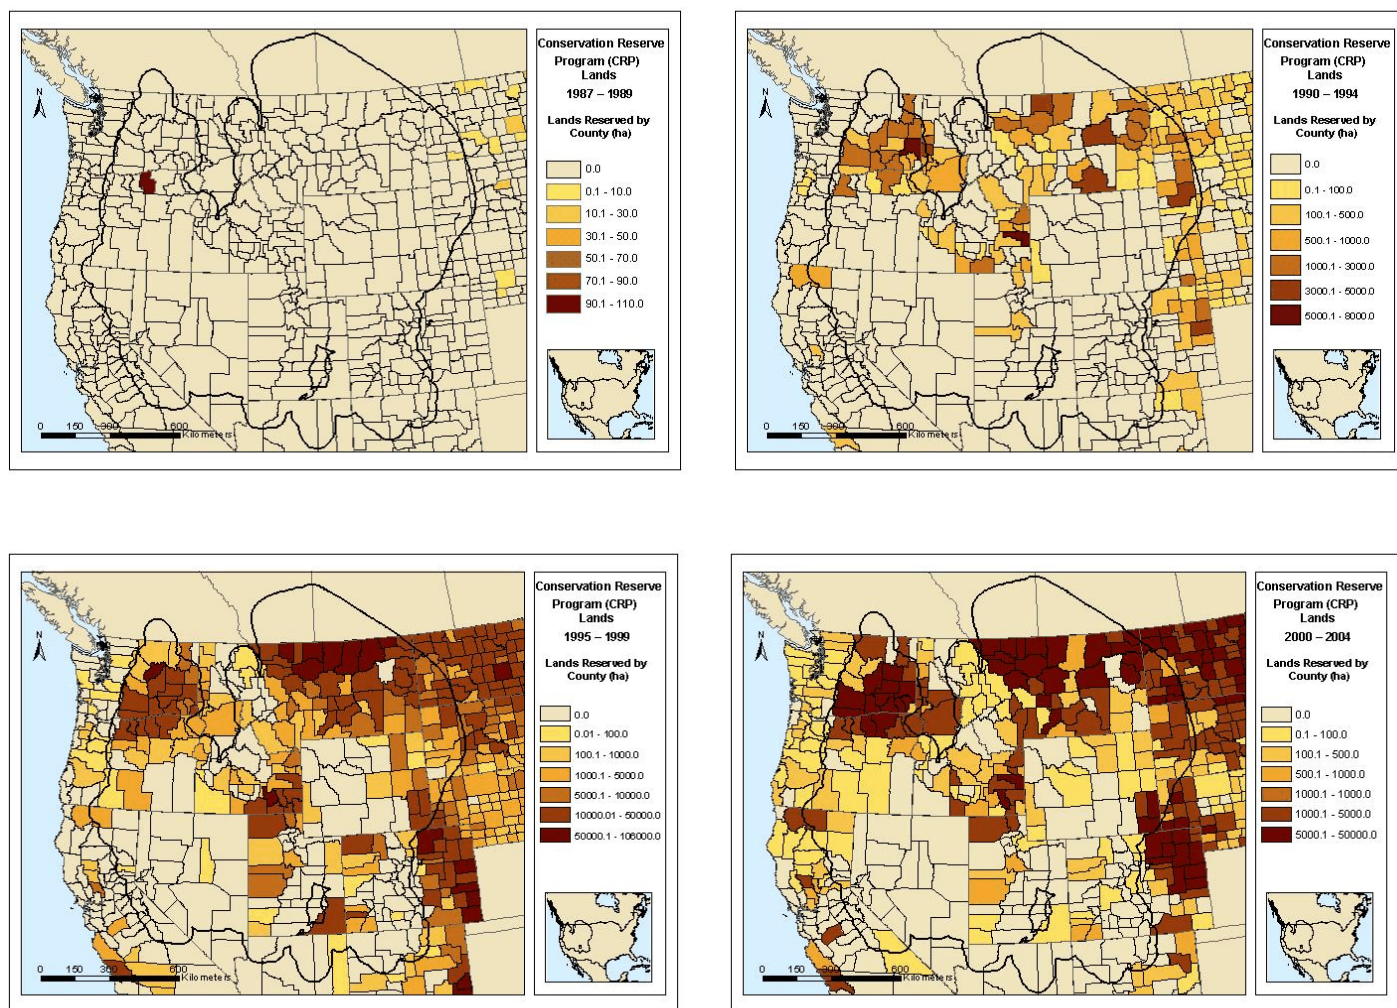 Conservation Reserve
Program (CRP)
Lands
1987 – 1989
Lands Reserved by
County (ha)
0.0
0.1 - 10.0
10.1 - 30.0
30.1 - 50.0
50.1 - 70.0
70.1 - 90.0
90.1 - 110.0
N
0 150 300 600
Kilometers
Conservation Reserve
Program (CRP)
Lands
1990 – 1994
Lands Reserved by
County (ha)
0.0
0.1 - 100.0
100.1 - 500.0
500.1 - 1000.0
1000.1 - 3000.0
3000.1 - 5000.0
5000.1 - 8000.0
N
0 150 300 600
Kilometers
Conservation Reserve
Program (CRP)
Lands
1995 – 1999
Lands Reserved by
County (ha)
0.0
0.01 - 100.0
100.1 - 1000.0
1000.1 - 5000.0
5000.1 - 10000.0
10000.01 - 50000.0
50000.1 - 106000.0
N
0 150 300 600
Kilometers
Conservation Reserve
Program (CRP)
Lands
2000 – 2004
Lands Reserved by
County (ha)
0.0
0.1 - 100.0
100.1 - 500.0
500.1 - 1000.0
1000.1 - 1000.0
1000.1 - 5000.0
5000.1 - 50000.0
N
0 150 300 600
Kilometers